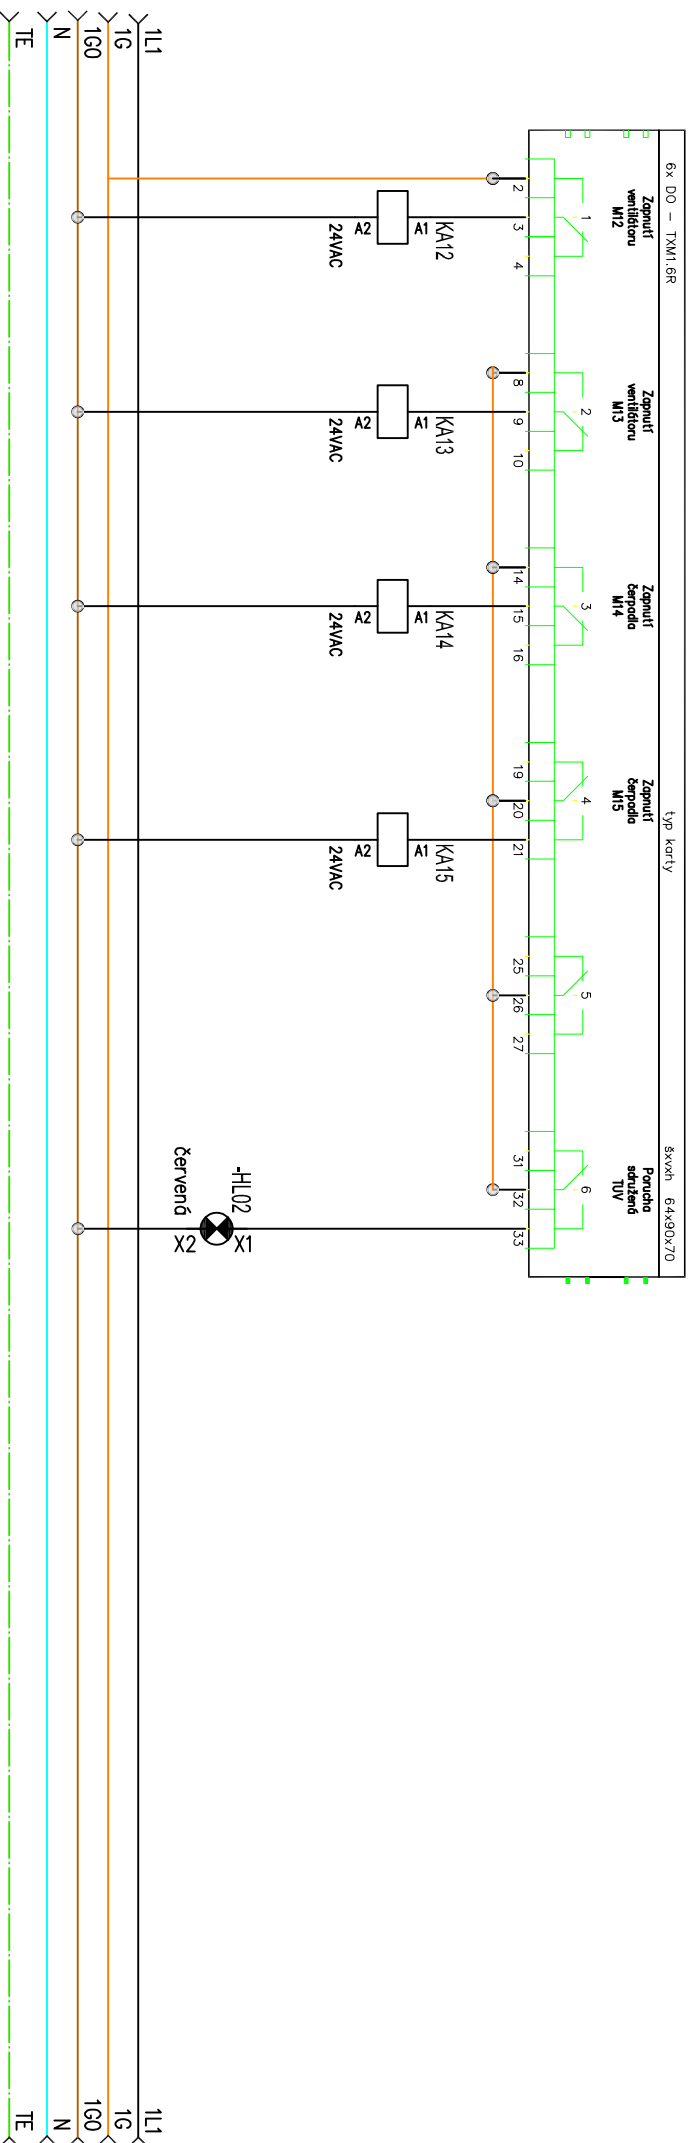 6x DO - TXM1.6R
typ karty
šxvxh 64x90x70
Zapnutí
ventilátoru
M12
Zapnutí
ventilátoru
M13
Zapnutí
čerpadla
M14
Zapnutí
čerpadla
M15
Porucha
sdružená
TUV
1
2
3
4
5
6
2
3
4
8
9
10
14
15
16
19
20
21
25
26
27
31
32
33
KA12
A1
A2
24VAC
KA13
A1
A2
24VAC
KA14
A1
A2
24VAC
KA15
A1
A2
24VAC
-HL02
X1
X2
červená
1L1
1L1
1G
1G
1G0
1G0
N
N
TE
TE